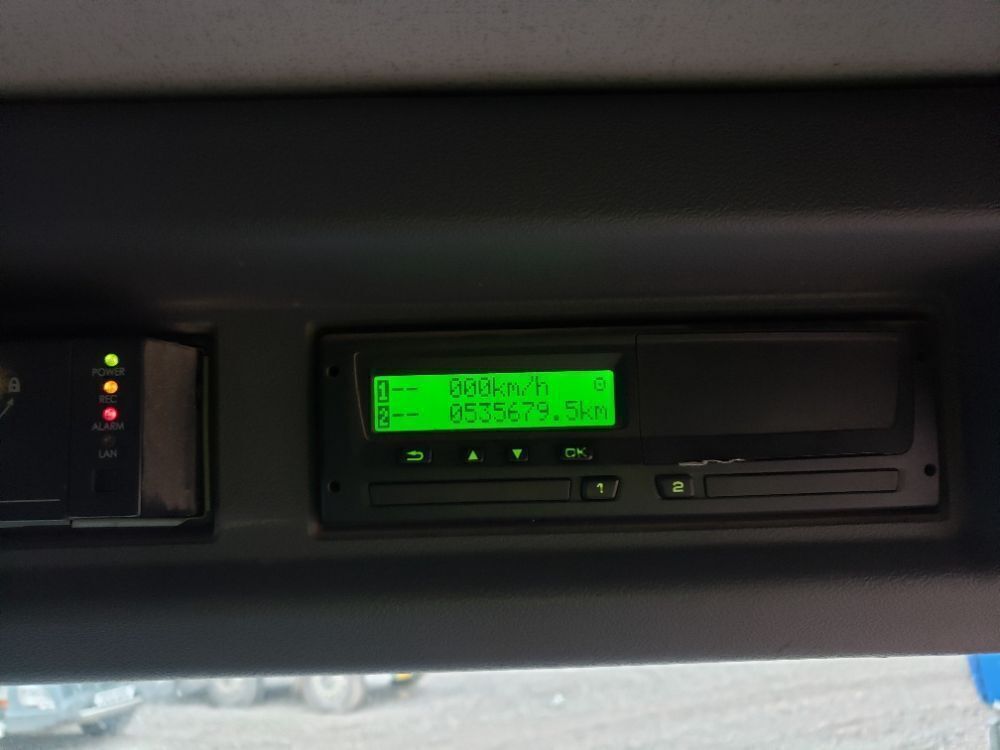 POWER
REC
ALARM
LAN
1-- 000km/h
2-- 0535679.5km
OK
1
2